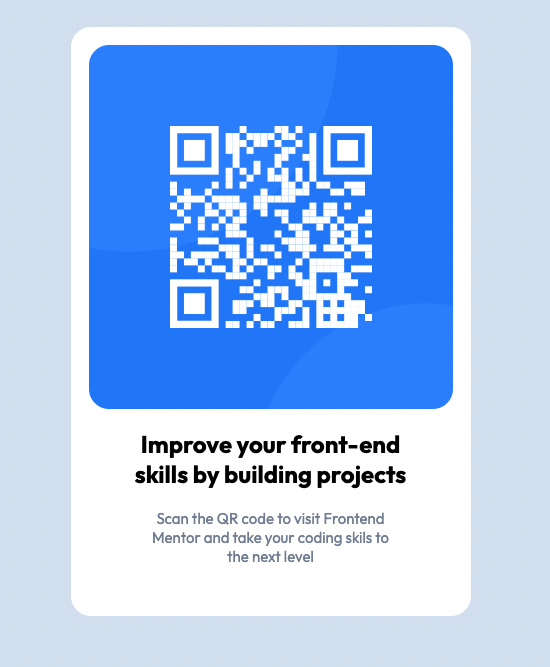 Improve your front-end
skills by building projects
Scan the QR code to visit Frontend
Mentor and take your coding skils to
the next level